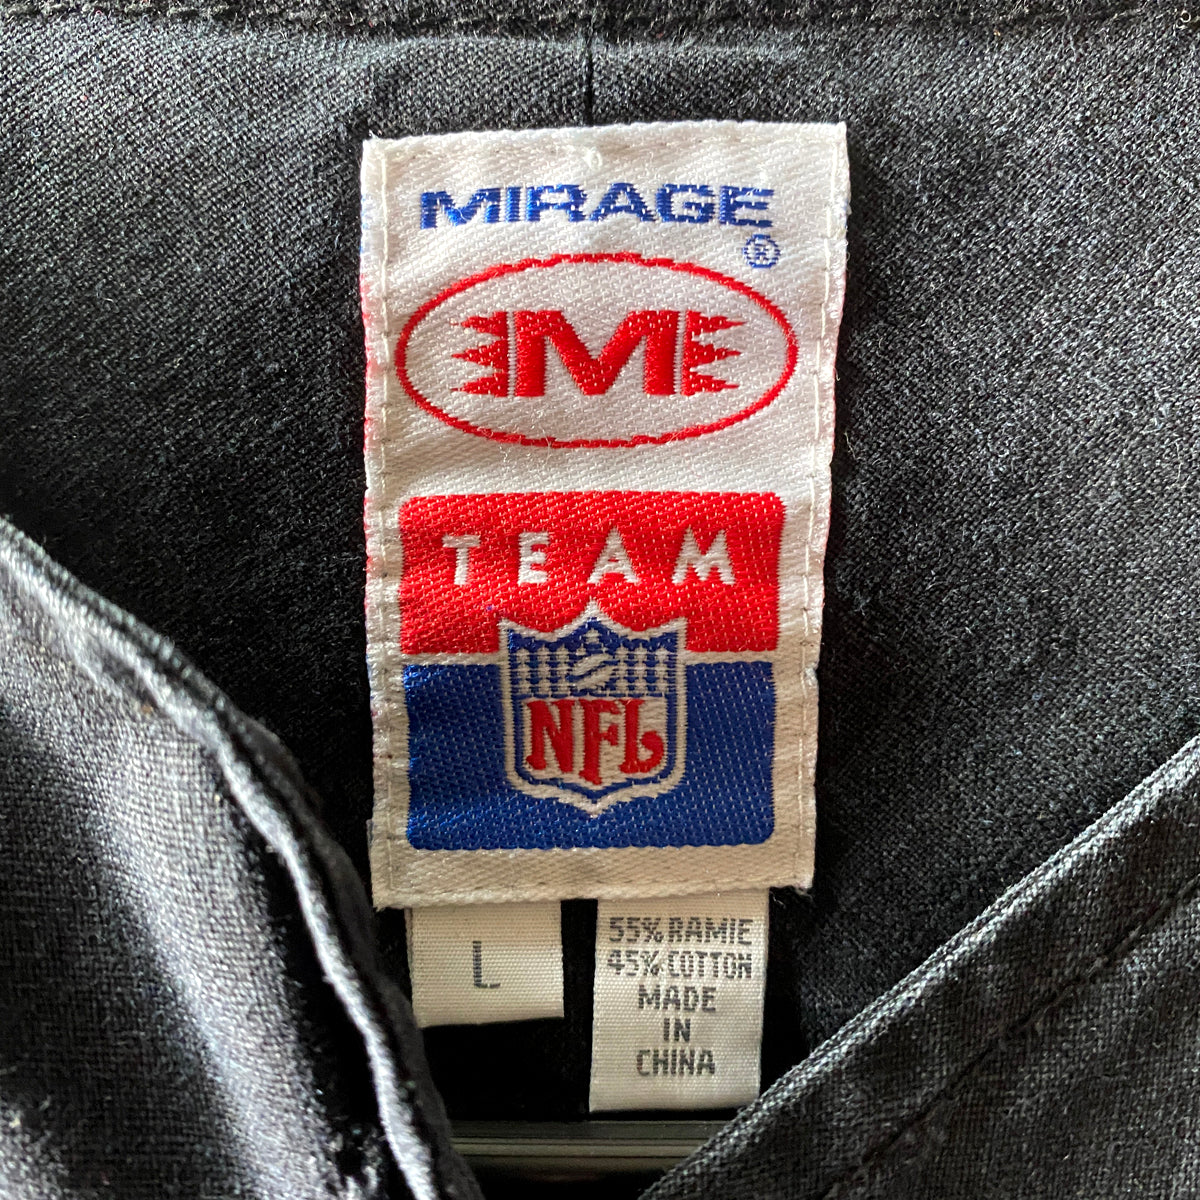 MIRAGE
®
M
TEAM
NFL
L
55% RAMIE
45% COTTON
MADE
IN
CHINA